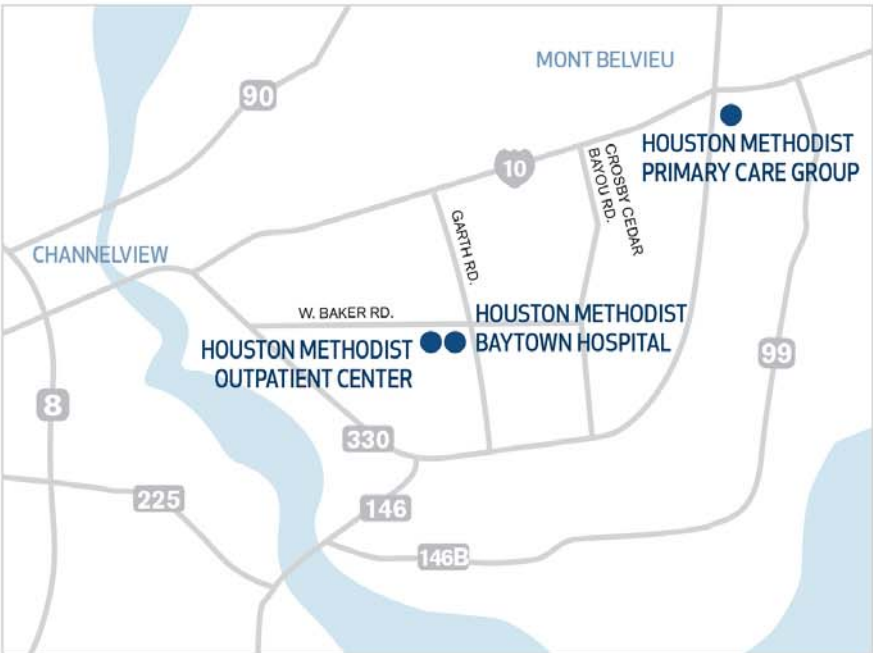 MONT BELVIEU
90
HOUSTON METHODIST
PRIMARY CARE GROUP
10
CROSBY CEDAR
BAYOU RD.
GARTH RD.
CHANNELVIEW
W. BAKER RD.
HOUSTON METHODIST
BAYTOWN HOSPITAL
HOUSTON METHODIST
OUTPATIENT CENTER
99
8
330
225
146
146B